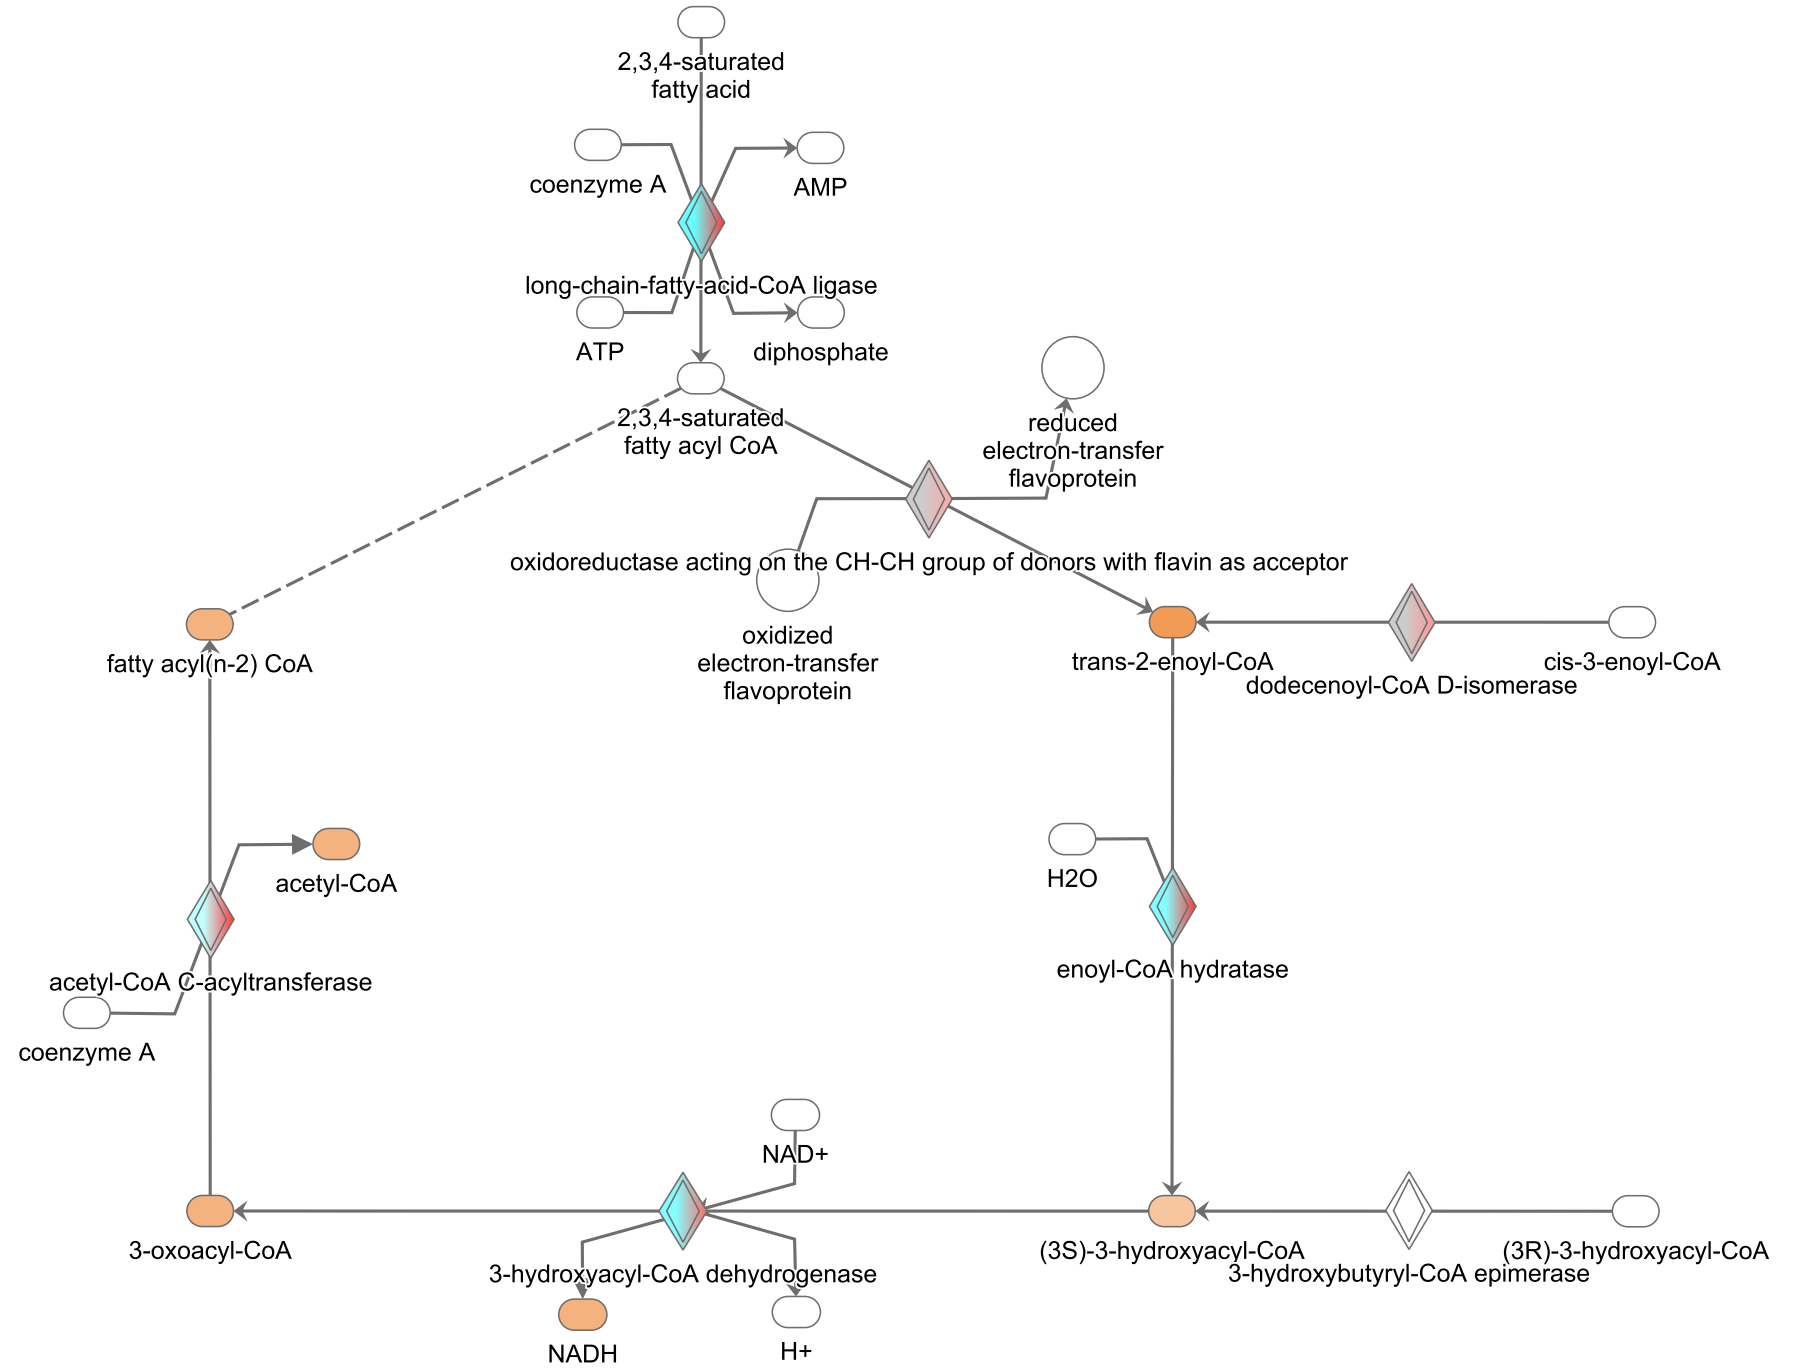 2,3,4-saturated
fatty acid
coenzyme A
AMP
long-chain-fatty-acid-CoA ligase
ATP
diphosphate
2,3,4-saturated
fatty acyl CoA
reduced
electron-transfer
flavoprotein
oxidoreductase acting on the CH-CH group of donors with flavin as acceptor
oxidized
electron-transfer
flavoprotein
fatty acyl(n-2) CoA
trans-2-enoyl-CoA
cis-3-enoyl-CoA
dodecenoyl-CoA D-isomerase
acetyl-CoA
H2O
enoyl-CoA hydratase
acetyl-CoA C-acyltransferase
coenzyme A
NAD+
3-oxoacyl-CoA
(3S)-3-hydroxyacyl-CoA
(3R)-3-hydroxyacyl-CoA
3-hydroxyacyl-CoA dehydrogenase
3-hydroxybutyryl-CoA epimerase
NADH
H+